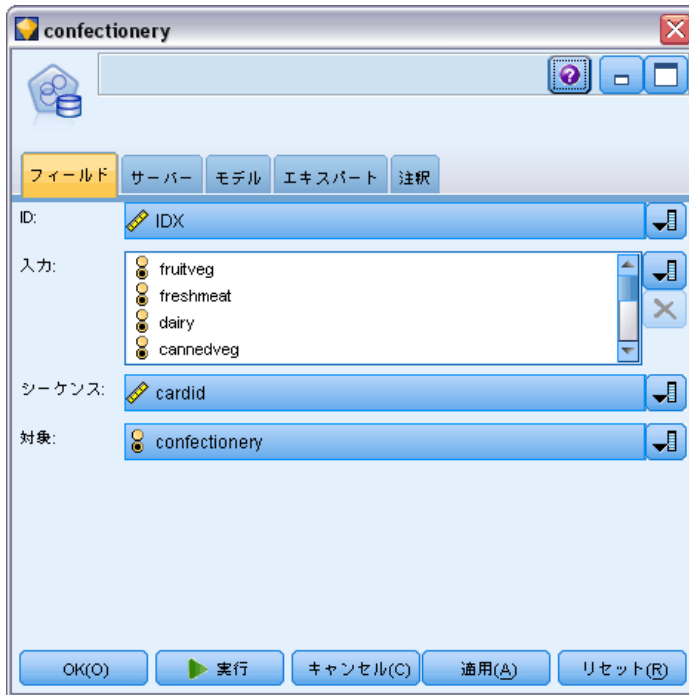 confectionery
フィールド サーバー モデル エキスパート 注釈
ID: IDX
入力: fruitveg
freshmeat
dairy
cannedveg
シーケンス: cardid
対象: confectionery
OK(O) 実行 キャンセル(C) 適用(A) リセット(R)